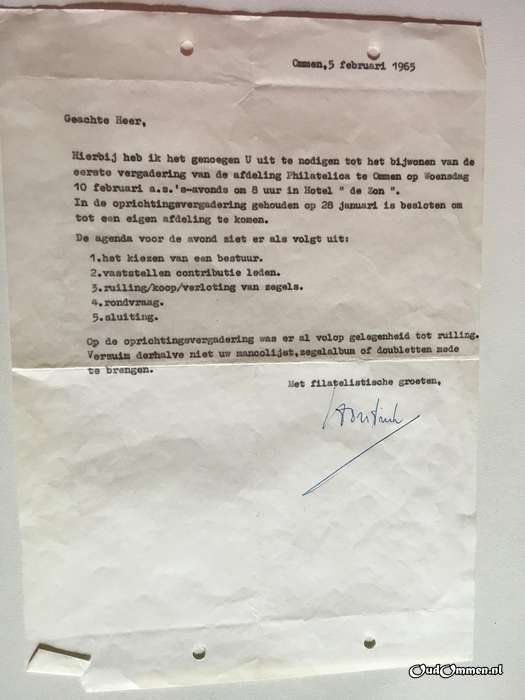 Ommen, 5 februari 1965
Geachte Heer,
Hierbij heb ik het genoegen U uit te nodigen tot het bijwonen van de
eerste vergadering van de afdeling Philatelica te Ommen op Woensdag
10 februari a.s.'s-avonds om 8 uur in Hotel " de Zon ".
In de oprichtingsvergadering gehouden op 28 januari is besloten om
tot een eigen afdeling te komen.
De agenda voor de avond ziet er als volgt uit:
1.het kiezen van een bestuur.
2.vaststellen contributie leden.
3.ruiling/koop/verloting van zegels.
4.rondvraag.
5.sluiting.
Op de oprichtingsvergadering was er al volop gelegenheid tot ruiling.
Verzuim derhalve niet uw mancolijst,zegelalbum of doubletten mede
te brengen.
Met filatelistische groeten,
OudOmmen.nl